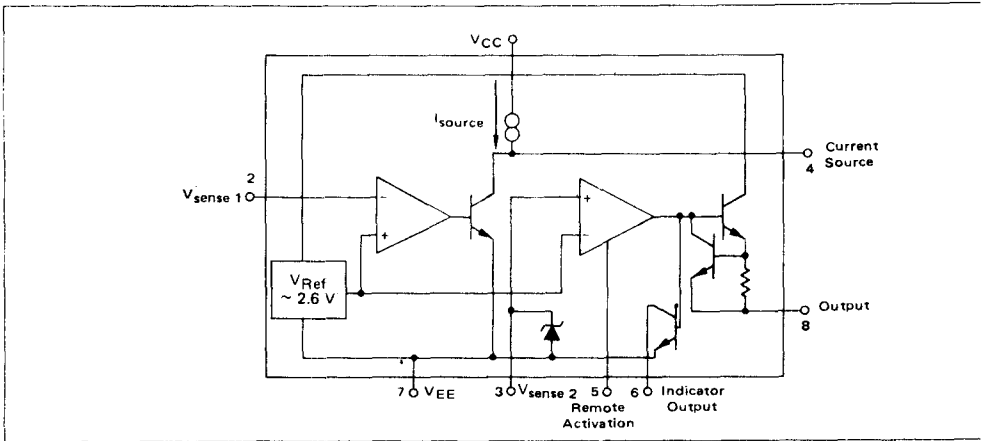 VCC
Isource
Current
Source
4
2
Vsense 1
-
+
+
-
VRef
~ 2.6 V
Output
8
7 VEE
3 Vsense 2
5
Remote
Activation
6
Indicator
Output